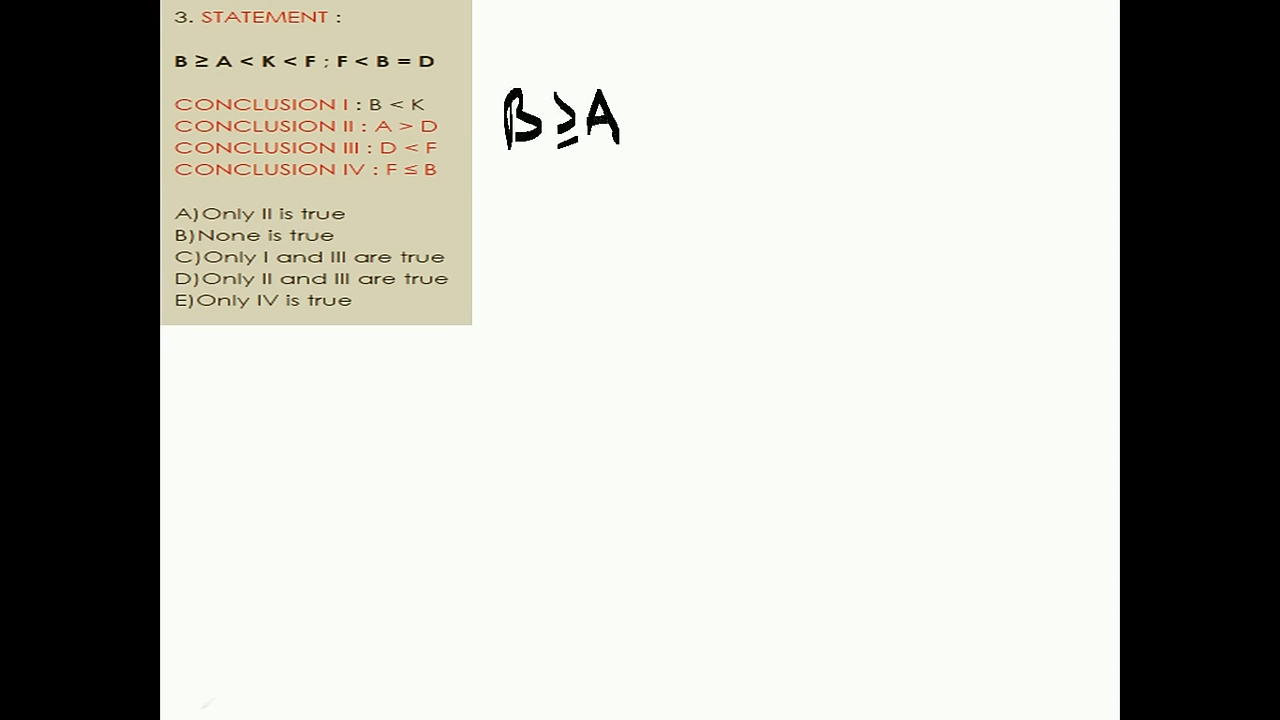 3. STATEMENT :
B ≥ A < K < F ; F < B = D
CONCLUSION I : B < K
CONCLUSION II : A > D
CONCLUSION III : D < F
CONCLUSION IV : F ≤ B
A)Only II is true
B)None is true
C)Only I and III are true
D)Only II and III are true
E)Only IV is true
B ≥ A